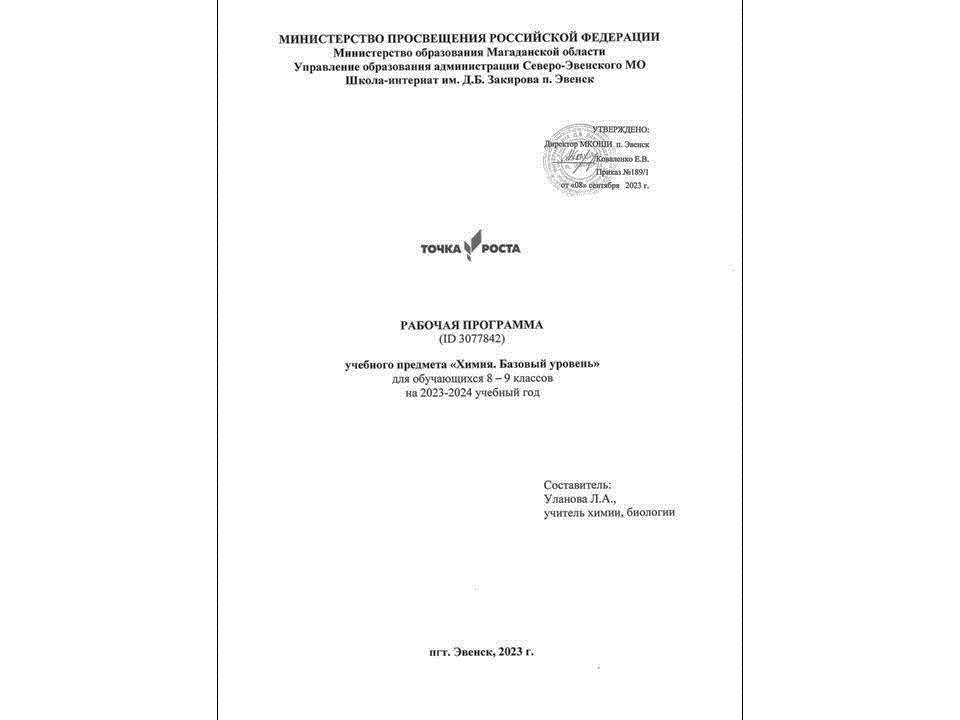 МИНИСТЕРСТВО ПРОСВЕЩЕНИЯ РОССИЙСКОЙ ФЕДЕРАЦИИ
Министерство образования Магаданской области
Управление образования администрации Северо-Эвенского МО
Школа-интернат им. Д.Б. Закирова п. Эвенск
УТВЕРЖДЕНО:
Директор МКОШИ п. Эвенск
Коваленко Е.В.
Приказ №189/1
от «08» сентября 2023 г.
ТОЧКА РОСТА
РАБОЧАЯ ПРОГРАММА
(ID 3077842)
учебного предмета «Химия. Базовый уровень»
для обучающихся 8 – 9 классов
на 2023-2024 учебный год
Составитель:
Уланова Л.А.,
учитель химии, биологии
пгт. Эвенск, 2023 г.